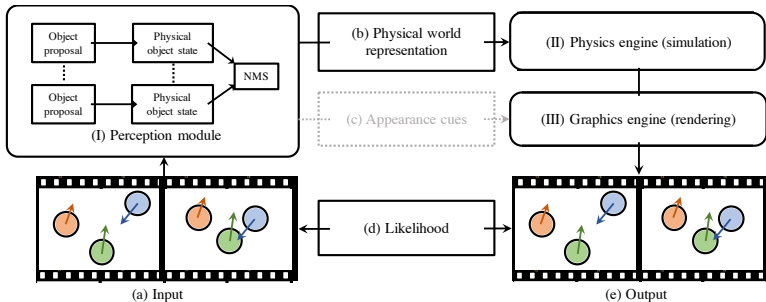 Object
proposal
Physical
object state
NMS
Object
proposal
Physical
object state
(I) Perception module
(b) Physical world
representation
(II) Physics engine (simulation)
(c) Appearance cues
(III) Graphics engine (rendering)
(d) Likelihood
(a) Input
(e) Output